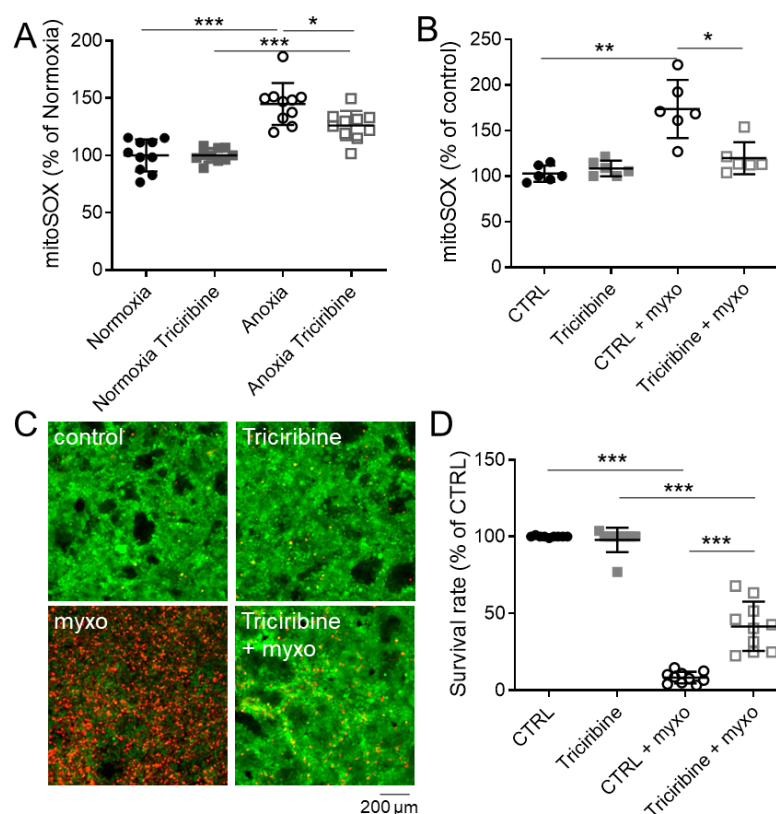 A
mitoSOX (% of Normoxia)
200
150
100
50
0
***
*
***
Normoxia
Normoxia Triciribine
Anoxia
Anoxia Triciribine
B
mitoSOX (% of control)
250
200
150
100
50
0
**
*
CTRL
Triciribine
CTRL + myxo
Triciribine + myxo
C
control
Triciribine
myxo
Triciribine
+ myxo
200 µm
D
Survival rate (% of CTRL)
150
100
50
0
***
***
***
CTRL
Triciribine
CTRL + myxo
Triciribine + myxo